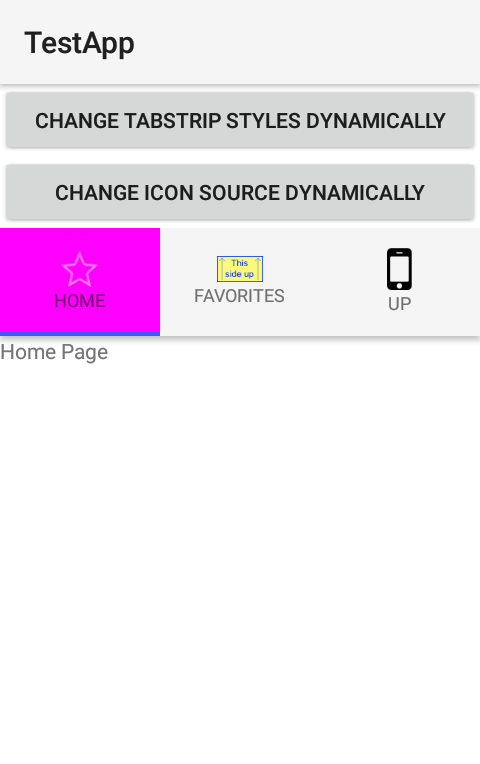 TestApp
CHANGE TABSTRIP STYLES DYNAMICALLY
CHANGE ICON SOURCE DYNAMICALLY
This
side up
HOME
FAVORITES
UP
Home Page